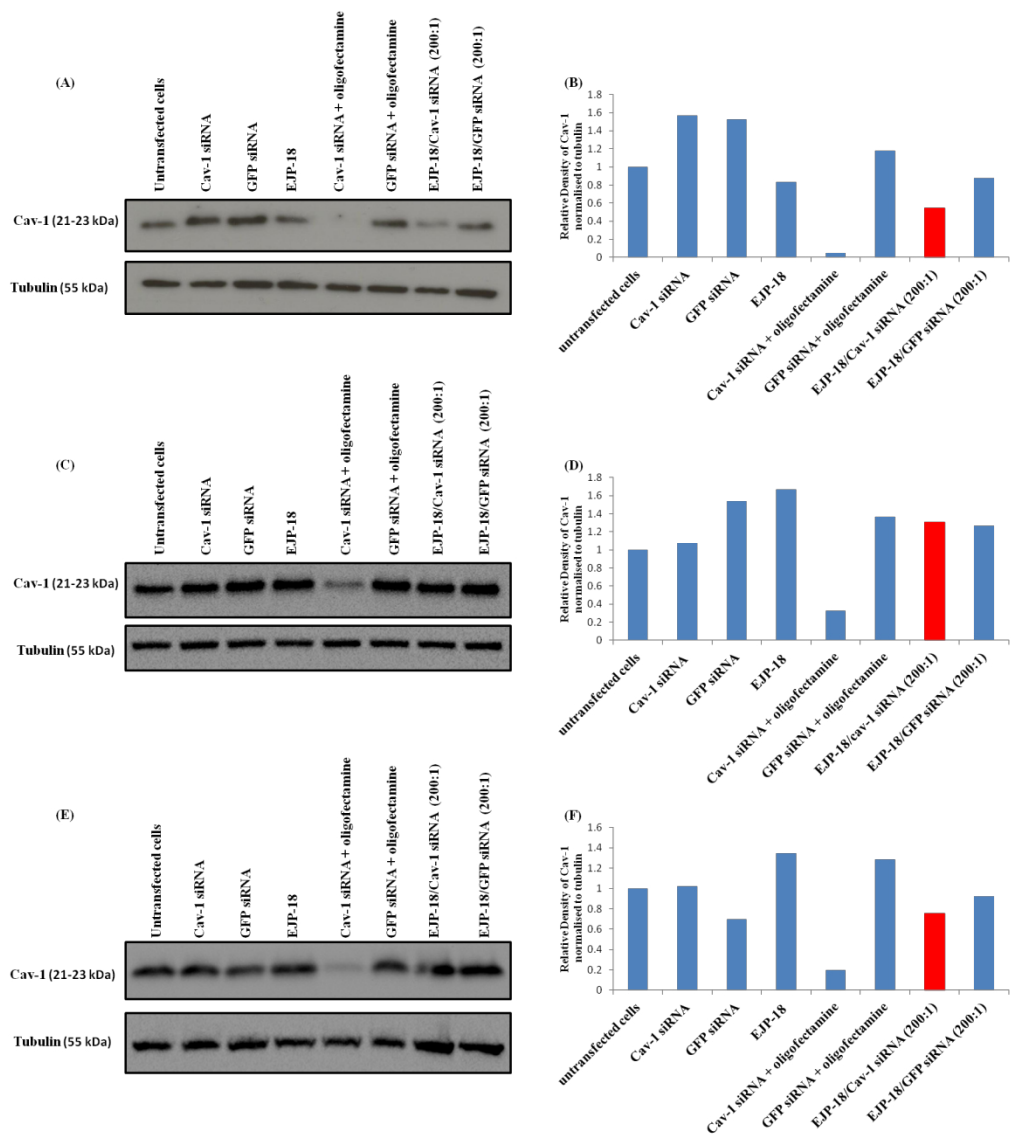 (A)
Untransfected cells
Cav-1 siRNA
GFP siRNA
EJP-18
Cav-1 siRNA + oligofectamine
GFP siRNA + oligofectamine
EJP-18/Cav-1 siRNA (200:1)
EJP-18/GFP siRNA (200:1)
Cav-1 (21-23 kDa)
Tubulin (55 kDa)
(B)
Relative Density of Cav-1
normalised to tubulin
1.8
1.6
1.4
1.2
1
0.8
0.6
0.4
0.2
0
untransfected cells
Cav-1 siRNA
GFP siRNA
EJP-18
Cav-1 siRNA + oligofectamine
GFP siRNA + oligofectamine
EJP-18/Cav-1 siRNA (200:1)
EJP-18/GFP siRNA (200:1)
(C)
Untransfected cells
Cav-1 siRNA
GFP siRNA
EJP-18
Cav-1 siRNA + oligofectamine
GFP siRNA + oligofectamine
EJP-18/Cav-1 siRNA (200:1)
EJP-18/GFP siRNA (200:1)
Cav-1 (21-23 kDa)
Tubulin (55 kDa)
(D)
Relative Density of Cav-1
normalised to tubulin
1.8
1.6
1.4
1.2
1
0.8
0.6
0.4
0.2
0
untransfected cells
Cav-1 siRNA
GFP siRNA
EJP-18
Cav-1 siRNA + oligofectamine
GFP siRNA + oligofectamine
EJP-18/cav-1 siRNA (200:1)
EJP-18/GFP siRNA (200:1)
(E)
Untransfected cells
Cav-1 siRNA
GFP siRNA
EJP-18
Cav-1 siRNA + oligofectamine
GFP siRNA + oligofectamine
EJP-18/Cav-1 siRNA (200:1)
EJP-18/GFP siRNA (200:1)
Cav-1 (21-23 kDa)
Tubulin (55 kDa)
(F)
Relative Density of Cav-1
normalised to tubulin
1.6
1.4
1.2
1
0.8
0.6
0.4
0.2
0
untransfected cells
Cav-1 siRNA
GFP siRNA
EJP-18
Cav-1 siRNA + oligofectamine
GFP siRNA + oligofectamine
EJP-18/Cav-1 siRNA (200:1)
EJP-18/GFP siRNA (200:1)